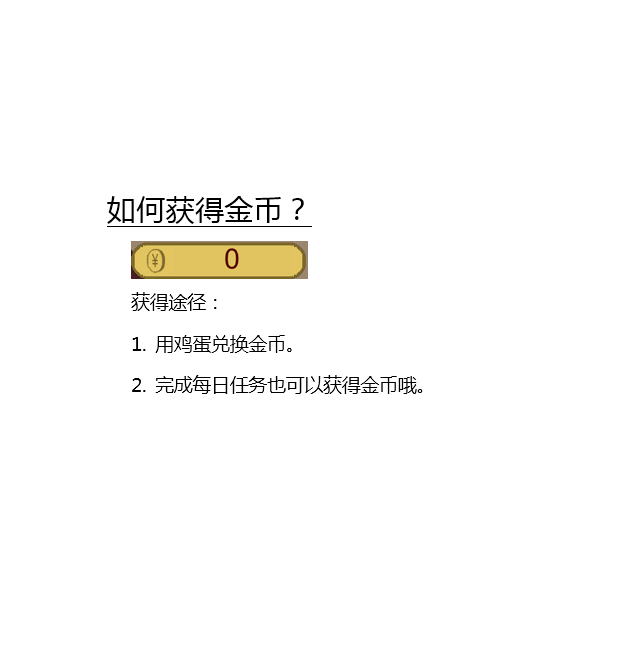 如何获得金币？
¥ 0
获得途径：
1. 用鸡蛋兑换金币。
2. 完成每日任务也可以获得金币哦。